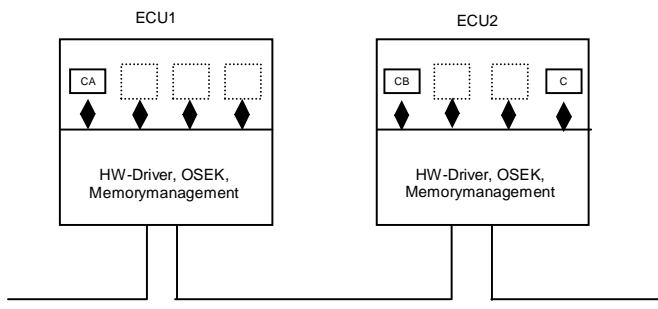 ECU1
ECU2
CA
CB
C
HW-Driver, OSEK,
Memorymanagement
HW-Driver, OSEK,
Memorymanagement